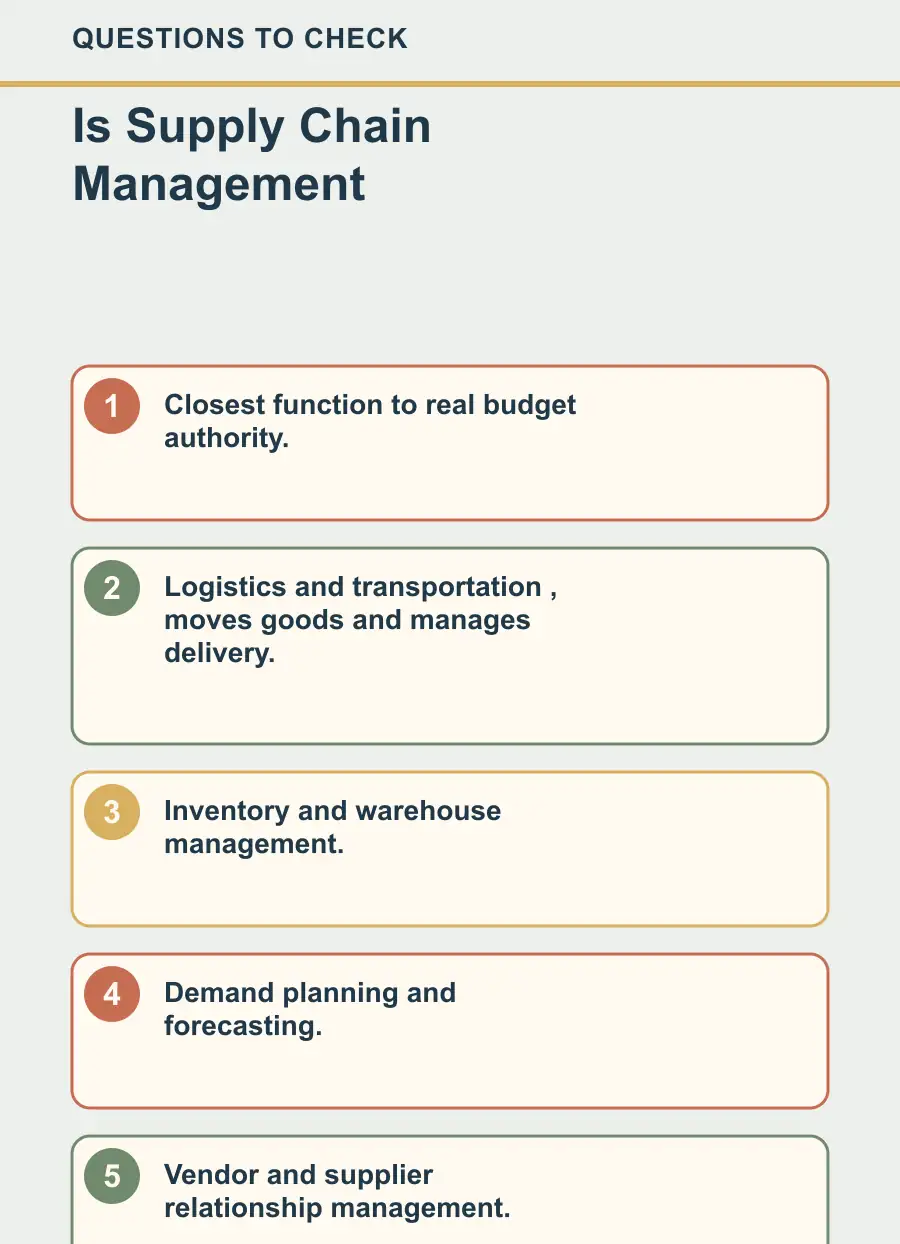 QUESTIONS TO CHECK
Is Supply Chain
Management
1
Closest function to real budget
authority.
2
Logistics and transportation ,
moves goods and manages
delivery.
3
Inventory and warehouse
management.
4
Demand planning and
forecasting.
5
Vendor and supplier
relationship management.